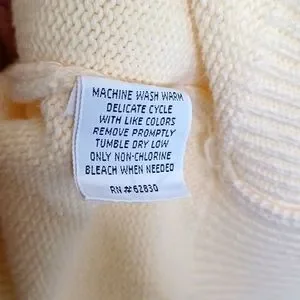 MACHINE WASH WARM
DELICATE CYCLE
WITH LIKE COLORS
REMOVE PROMPTLY
TUMBLE DRY LOW
ONLY NON-CHLORINE
BLEACH WHEN NEEDED
RN#62830